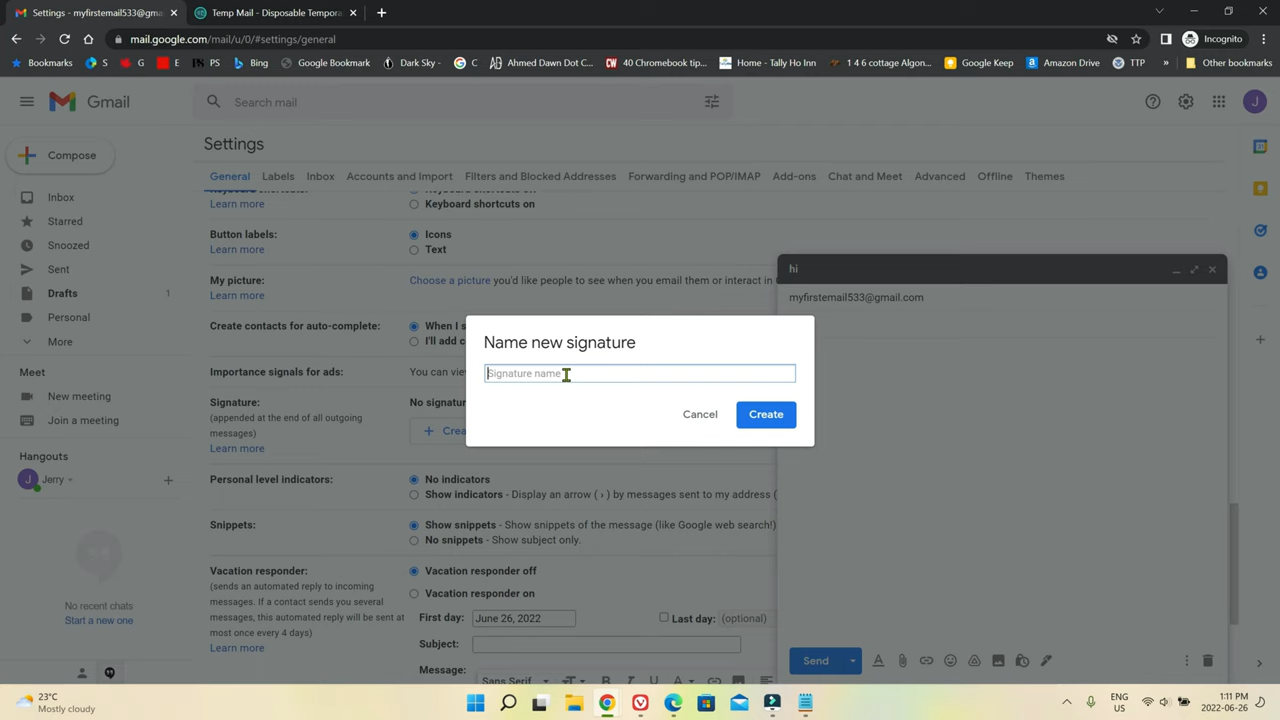 Settings - myfirstemail533@gma
Temp Mail - Disposable Tempora
mail.google.com/mail/u/0/#settings/general
Incognito
Bookmarks
S
G
E
PS
Bing
Google Bookmark
Dark Sky -
C
Ahmed Dawn Dot C...
40 Chromebook tip...
Home - Tally Ho Inn
1 4 6 cottage Algon...
Google Keep
Amazon Drive
TTP
»
Other bookmarks
Gmail
Search mail
J
Settings
Compose
General
Labels
Inbox
Accounts and Import
Filters and Blocked Addresses
Forwarding and POP/IMAP
Add-ons
Chat and Meet
Advanced
Offline
Themes
Inbox
Starred
Snoozed
Sent
Drafts 1
Personal
More
Meet
New meeting
Join a meeting
Hangouts
J Jerry
No recent chats
Start a new one
Learn more
Keyboard shortcuts on
Button labels:
Learn more
Icons
Text
My picture:
Learn more
Choose a picture you'd like people to see when you email them or interact in
Create contacts for auto-complete:
When I s
I'll add c
Importance signals for ads:
You can view
Signature:
(appended at the end of all outgoing
messages)
Learn more
No signatur
+ Crea
Personal level indicators:
No indicators
Show indicators - Display an arrow ( › ) by messages sent to my address (
Snippets:
Show snippets - Show snippets of the message (like Google web search!)
No snippets - Show subject only.
Vacation responder:
(sends an automated reply to incoming
messages. If a contact sends you several
messages, this automated reply will be sent at
most once every 4 days)
Learn more
Vacation responder off
Vacation responder on
First day: June 26, 2022
Last day: (optional)
Subject:
Message:
Sans Serif
Name new signature
Signature name
Cancel
Create
hi
myfirstemail533@gmail.com
Send
23°C
Mostly cloudy
ENG
US
1:11 PM
2022-06-26